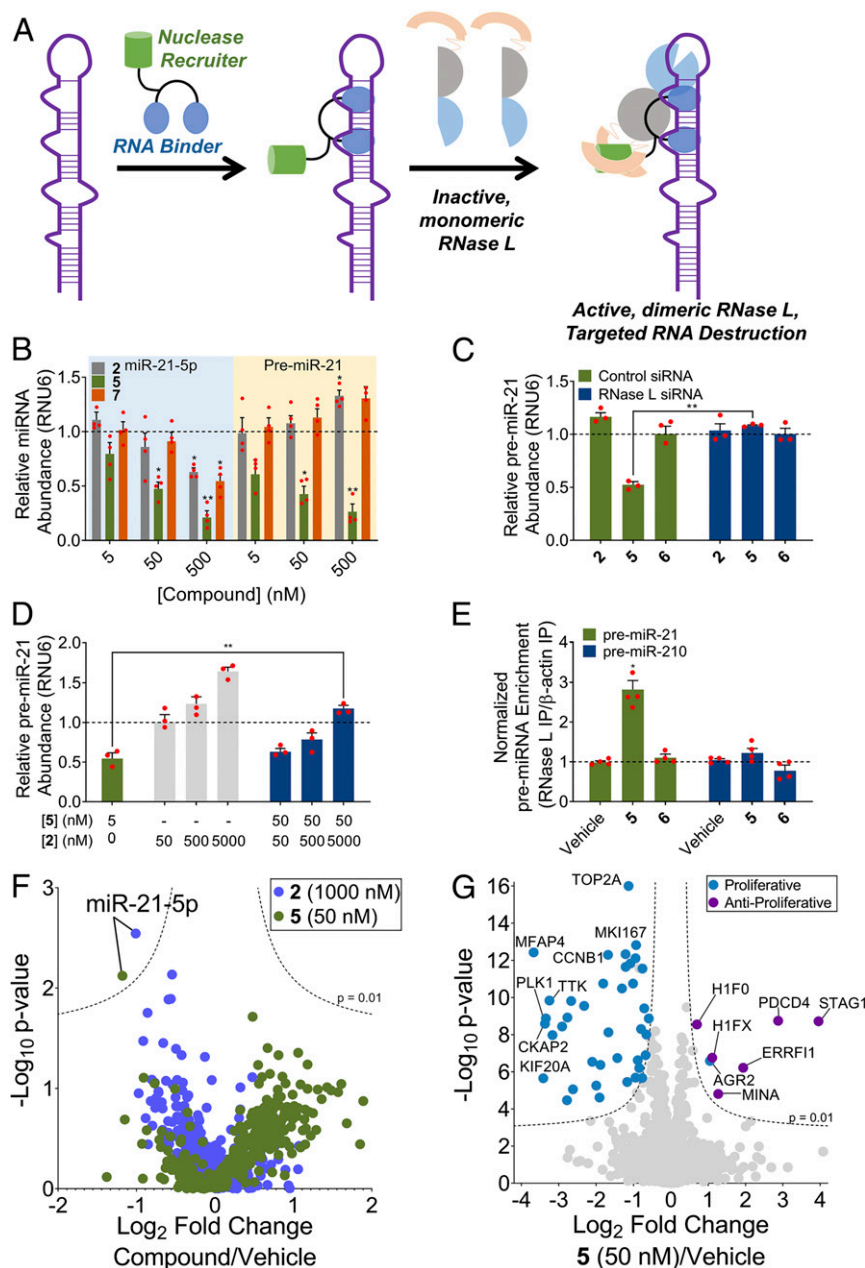 A
Nuclease
Recruiter
RNA Binder
Inactive,
monomeric
RNase L
Active, dimeric RNase L,
Targeted RNA Destruction
B
Relative miRNA
Abundance (RNU6)
1.5
1.0
0.5
0.0
2 miR-21-5p
5
7
Pre-miR-21
* * ** * * * **
5 50 500 5 50 500
[Compound] (nM)
C
Control siRNA
RNase L siRNA
Relative pre-miR-21
Abundance (RNU6)
1.5
1.0
0.5
0.0
**
2 5 6 2 5 6
D
Relative pre-miR-21
Abundance (RNU6)
2.0
1.5
1.0
0.5
0.0
**
[5] (nM) 5 - - - 50 50 50
[2] (nM) 0 50 500 5000 50 500 5000
E
pre-miR-21
pre-miR-210
Normalized
pre-miRNA Enrichment
(RNase L IP/β-actin IP)
4
3
2
1
0
*
Vehicle 5 6 Vehicle 5 6
F
-Log10 p-value
3
2
1
0
miR-21-5p
2 (1000 nM)
5 (50 nM)
p = 0.01
-2 -1 0 1 2
Log2 Fold Change
Compound/Vehicle
G
-Log10 p-value
16
14
12
10
8
6
4
2
0
Proliferative
Anti-Proliferative
TOP2A
MFAP4
MKI167
CCNB1
PLK1
TTK
CKAP2
KIF20A
H1F0
PDCD4
STAG1
H1FX
ERRFI1
AGR2
MINA
p = 0.01
-4 -3 -2 -1 0 1 2 3 4
Log2 Fold Change
5 (50 nM)/Vehicle